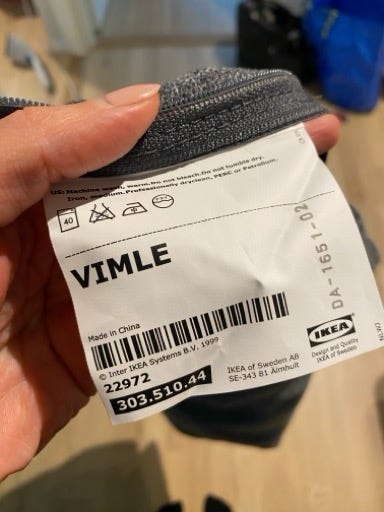 US: Machine wash, warm. Do not bleach. Do not tumble dry.
Iron, medium. Professionally dryclean, PERC or Petrolium.
40
VIMLE
DA-1651-02
Made in China
© Inter IKEA Systems B.V. 1999
22972
303.510.44
IKEA of Sweden AB
SE-343 81 Älmhult
IKEA
Design and Quality
IKEA of Sweden